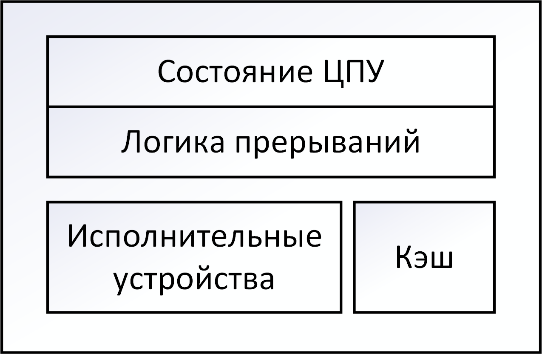 Состояние ЦПУ
Логика прерываний
Исполнительные
устройства
Кэш